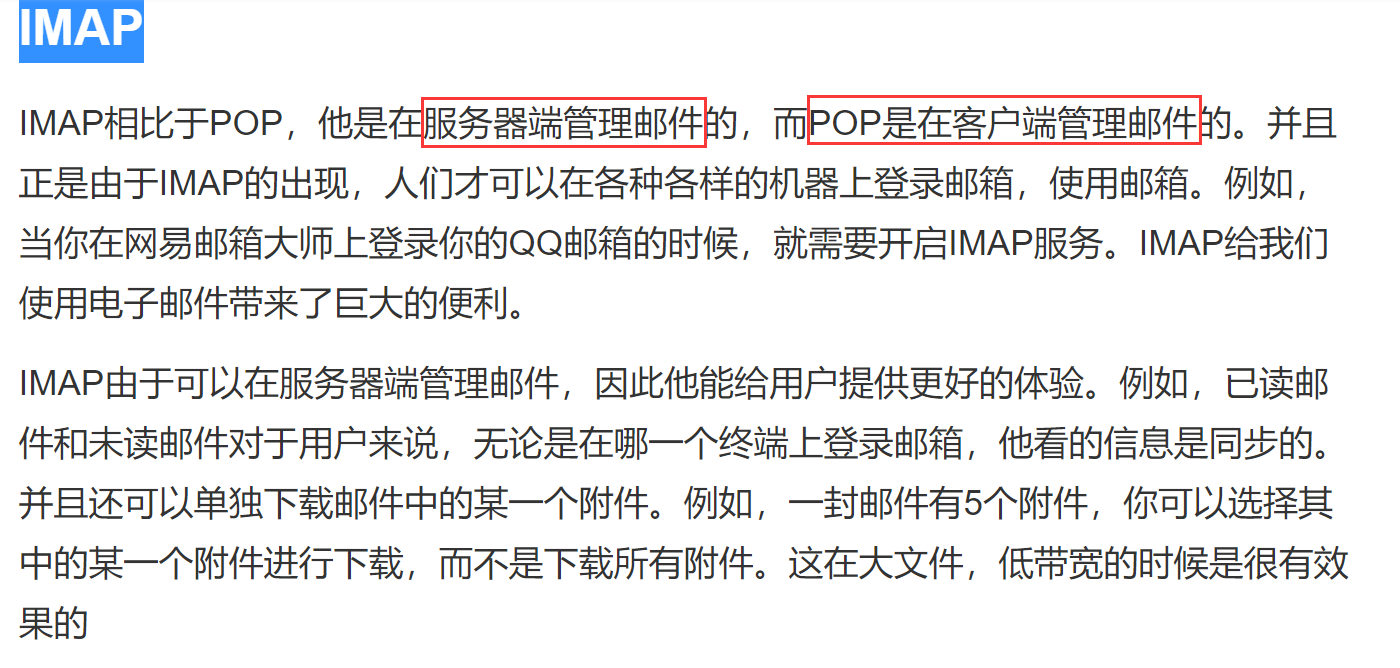 IMAP
IMAP相比于POP，他是在服务器端管理邮件的，而POP是在客户端管理邮件的。并且
正是由于IMAP的出现，人们才可以在各种各样的机器上登录邮箱，使用邮箱。例如，
当你在网易邮箱大师上登录你的QQ邮箱的时候，就需要开启IMAP服务。IMAP给我们
使用电子邮件带来了巨大的便利。
IMAP由于可以在服务器端管理邮件，因此他能给用户提供更好的体验。例如，已读邮
件和未读邮件对于用户来说，无论是在哪一个终端上登录邮箱，他看的信息是同步的。
并且还可以单独下载邮件中的某一个附件。例如，一封邮件有5个附件，你可以选择其
中的某一个附件进行下载，而不是下载所有附件。这在大文件，低带宽的时候是很有效
果的